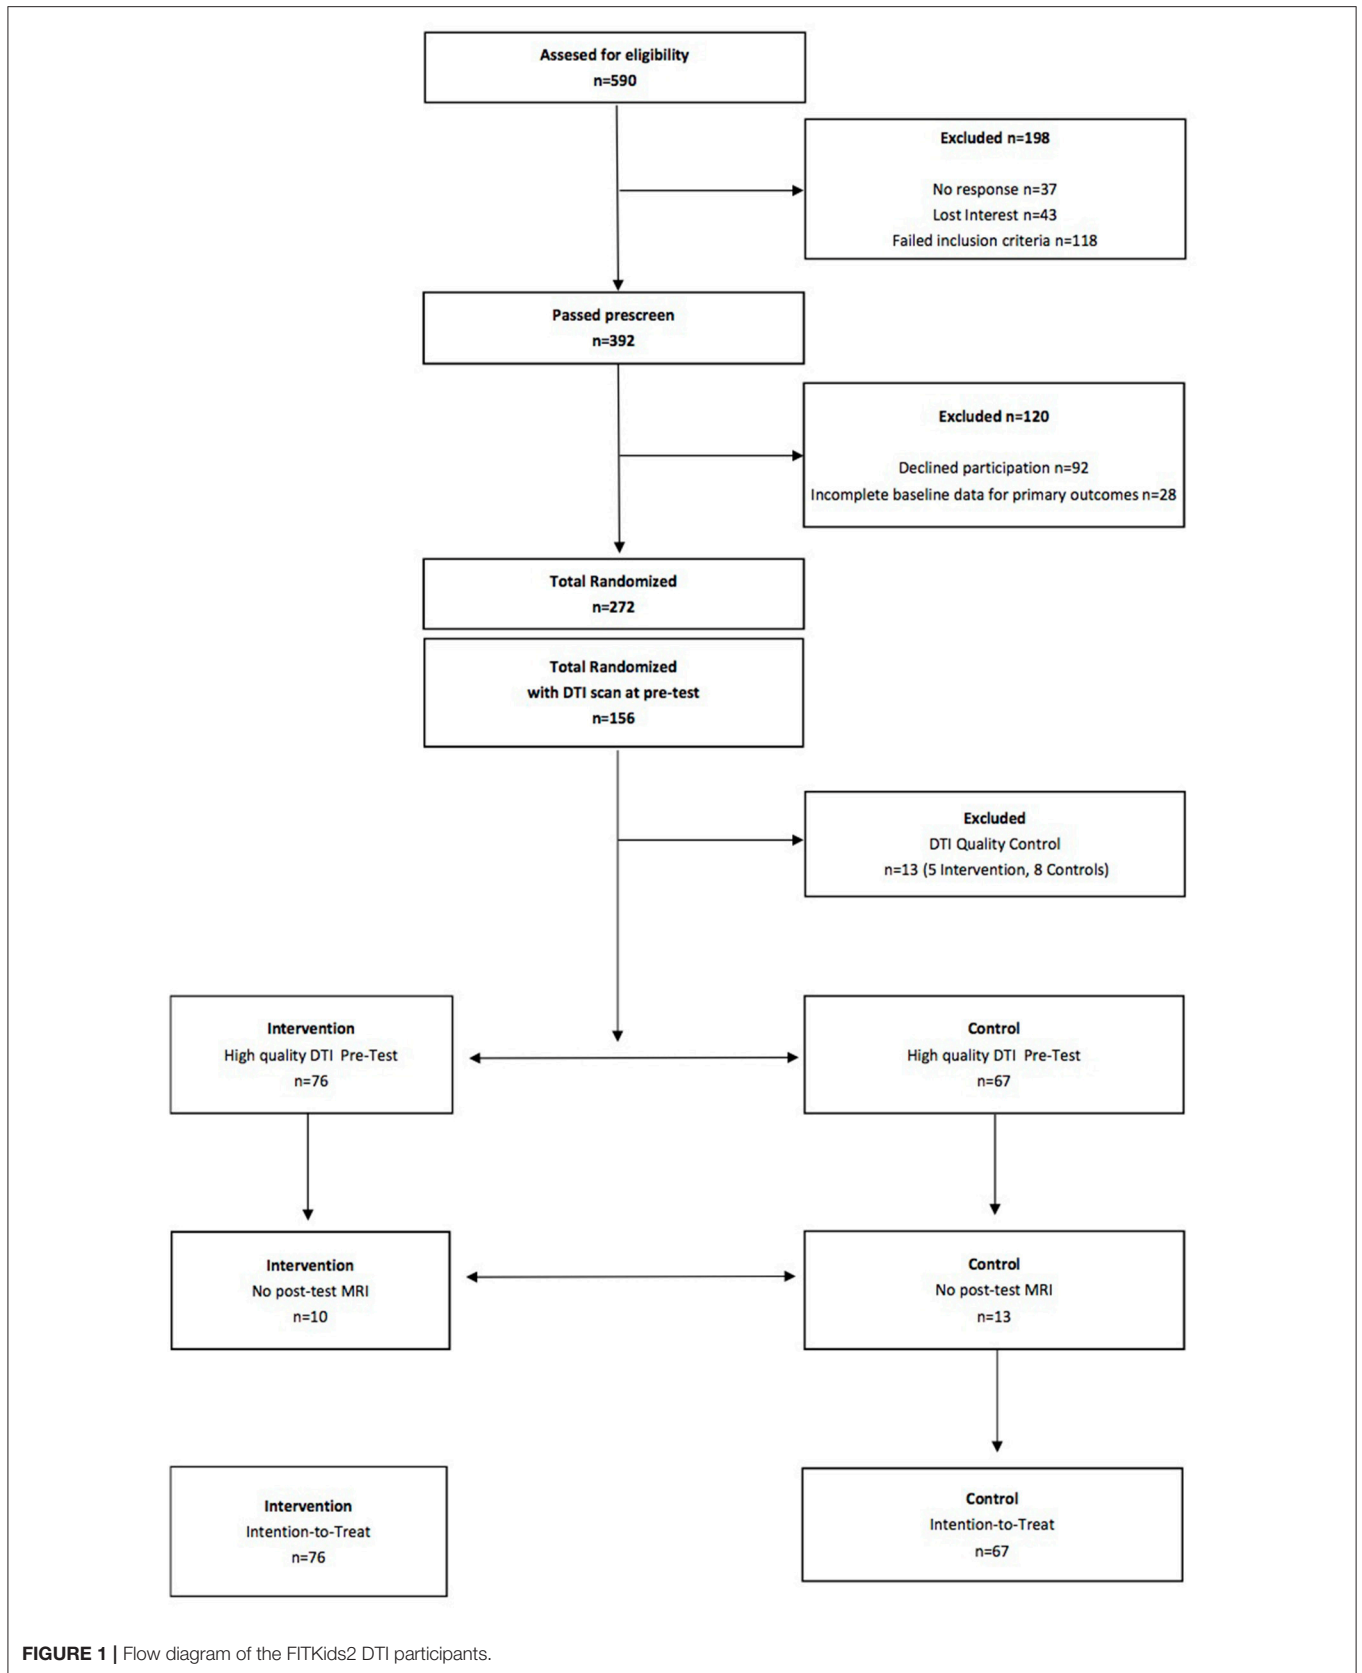 Assesed for eligibility
n=590
Excluded n=198
No response n=37
Lost Interest n=43
Failed inclusion criteria n=118
Passed prescreen
n=392
Excluded n=120
Declined participation n=92
Incomplete baseline data for primary outcomes n=28
Total Randomized
n=272
Total Randomized
with DTI scan at pre-test
n=156
Excluded
DTI Quality Control
n=13 (5 Intervention, 8 Controls)
Intervention
High quality DTI Pre-Test
n=76
Control
High quality DTI Pre-Test
n=67
Intervention
No post-test MRI
n=10
Control
No post-test MRI
n=13
Intervention
Intention-to-Treat
n=76
Control
Intention-to-Treat
n=67
FIGURE 1 | Flow diagram of the FITKids2 DTI participants.